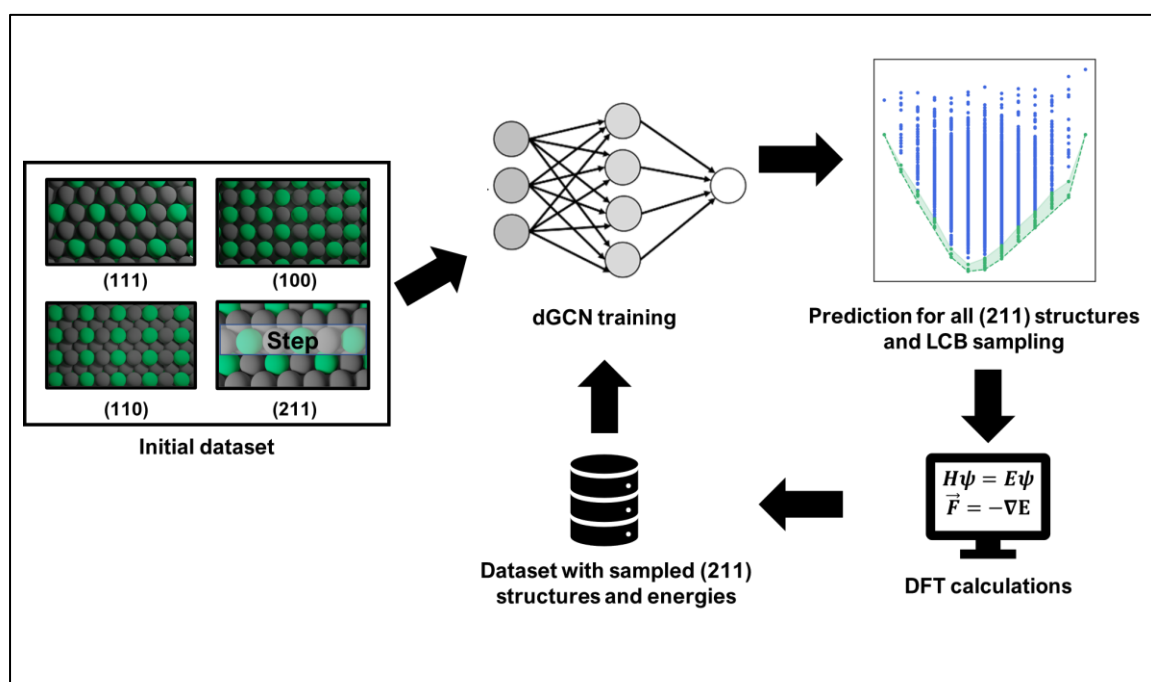 (111)
(100)
Step
(110)
(211)
Initial dataset
dGCN training
Prediction for all (211) structures
and LCB sampling
Hψ = Eψ
F⃗ = −∇E
DFT calculations
Dataset with sampled (211)
structures and energies